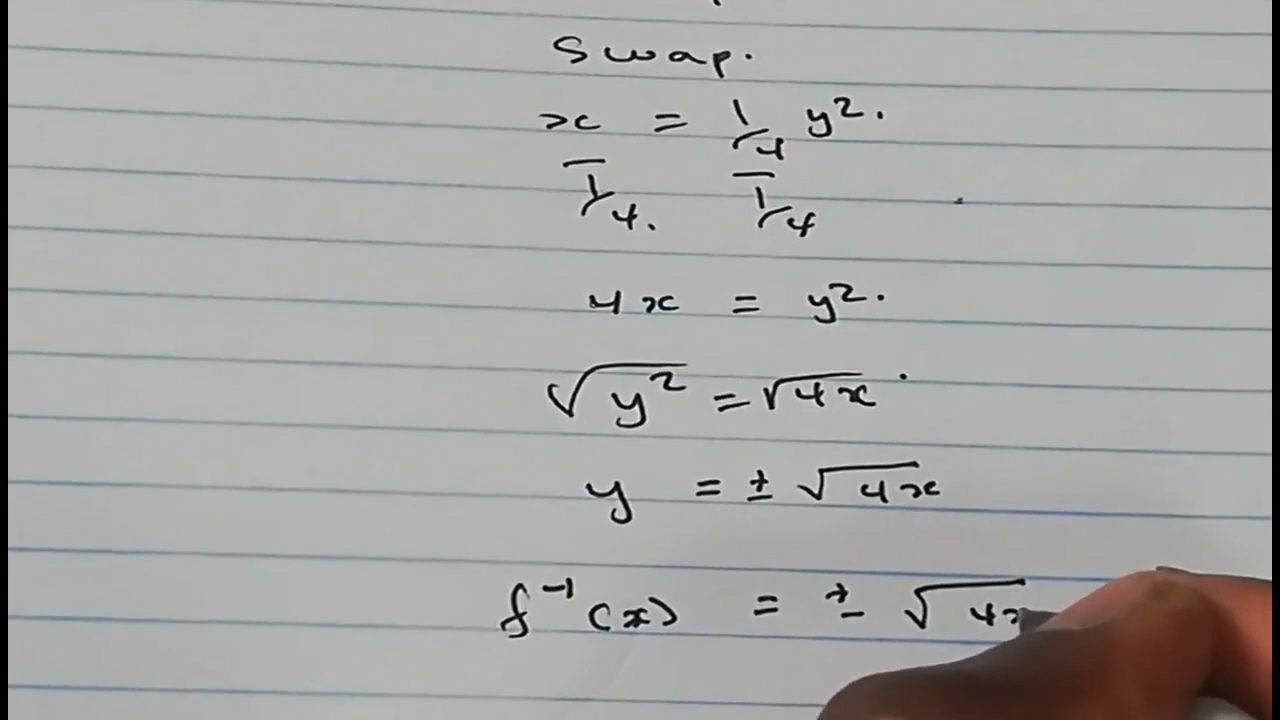 Swap.
x = 1/4 y².
1/4. 1/4
4x = y².
√y² = √4x
y = ± √4x
f⁻¹(x) = ± √4x